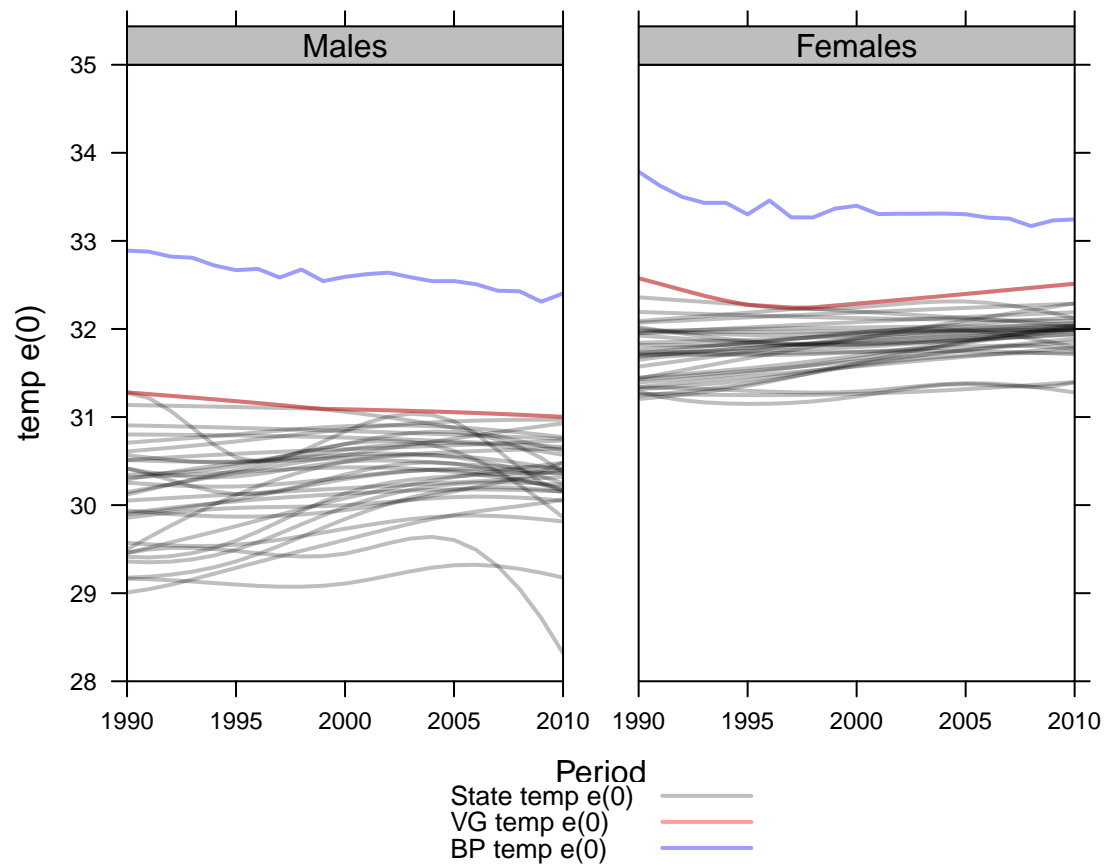 Males
Females
35
34
33
32
31
30
29
28
temp e(0)
1990
1995
2000
2005
2010
1990
1995
2000
2005
2010
Period
State temp e(0)
VG temp e(0)
BP temp e(0)